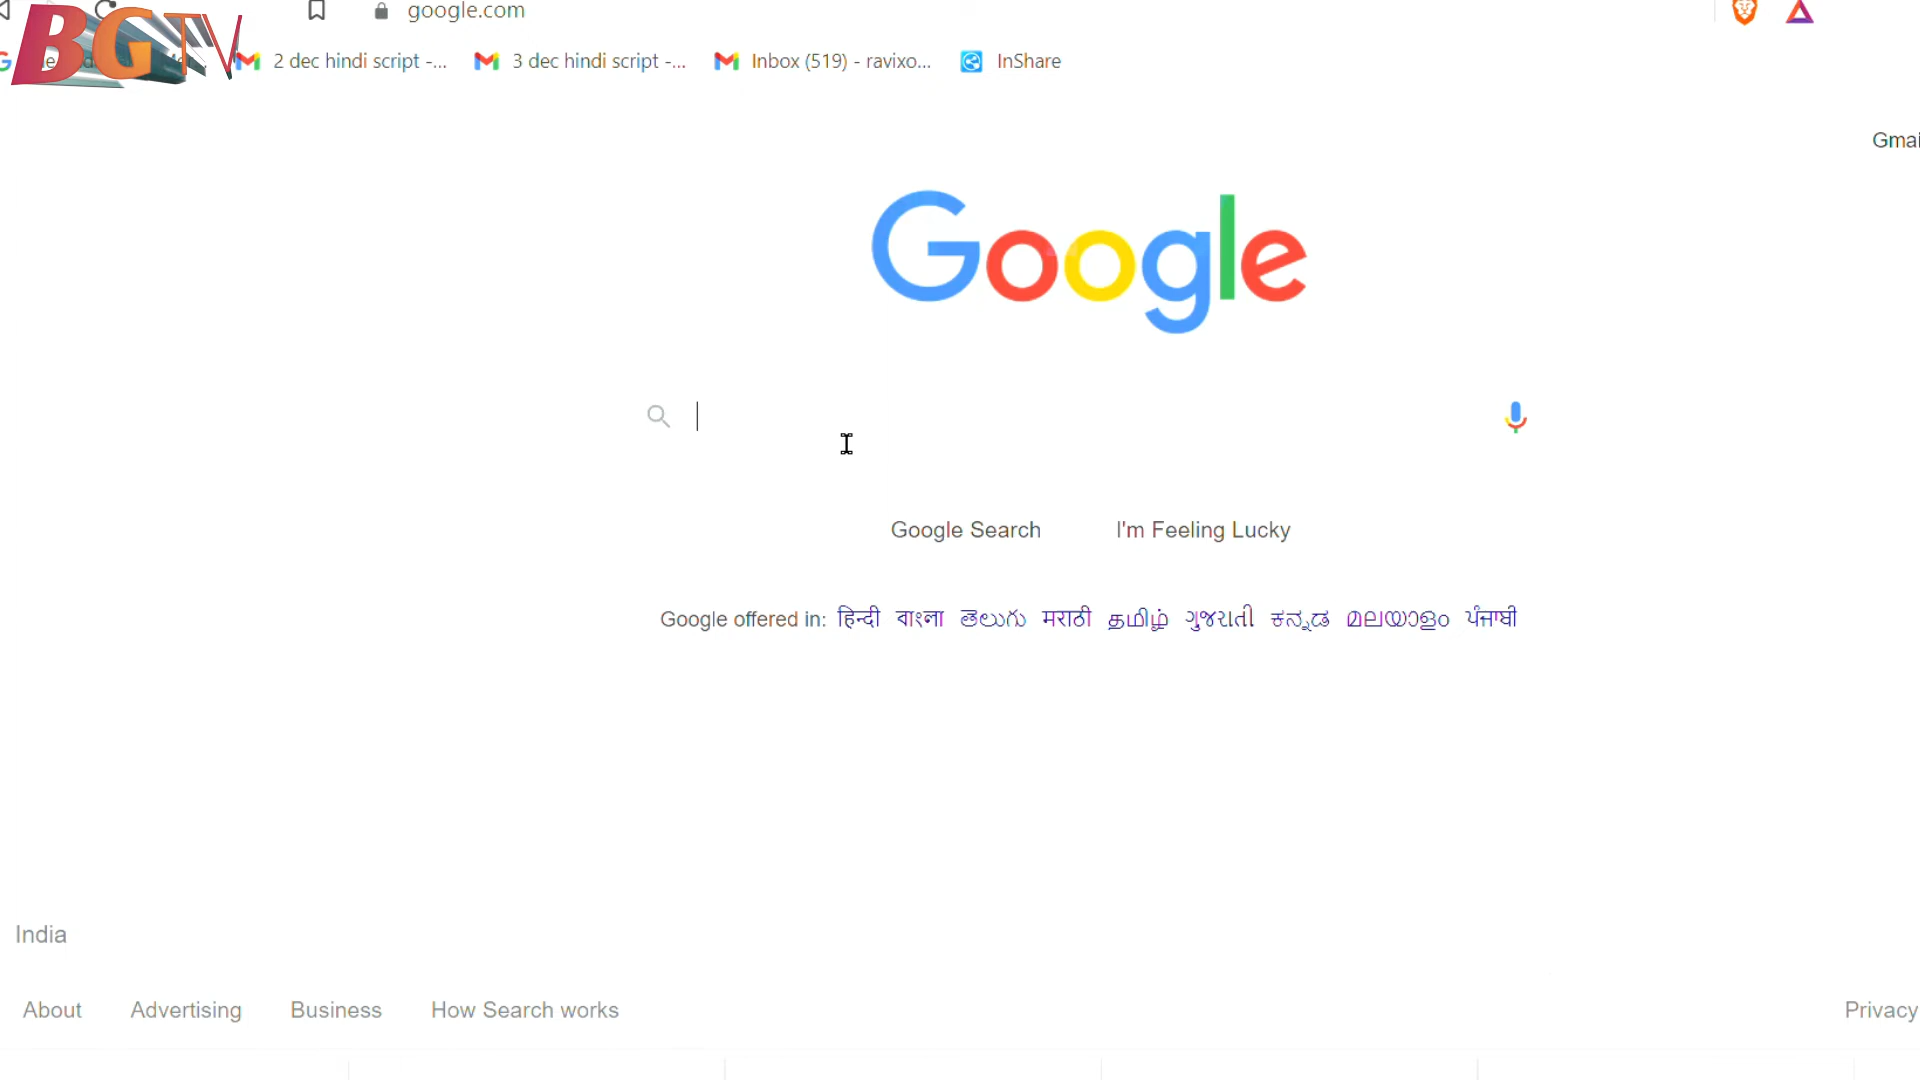 BGTV
google.com
2 dec hindi script -...
3 dec hindi script -...
Inbox (519) - ravixo...
InShare
Gmai
Google
Google Search
I'm Feeling Lucky
Google offered in: हिन्दी বাংলা తెలుగు मराठी தமிழ் ગુજરાતી ಕನ್ನಡ മലയാളം ਪੰਜਾਬੀ
India
About
Advertising
Business
How Search works
Privacy